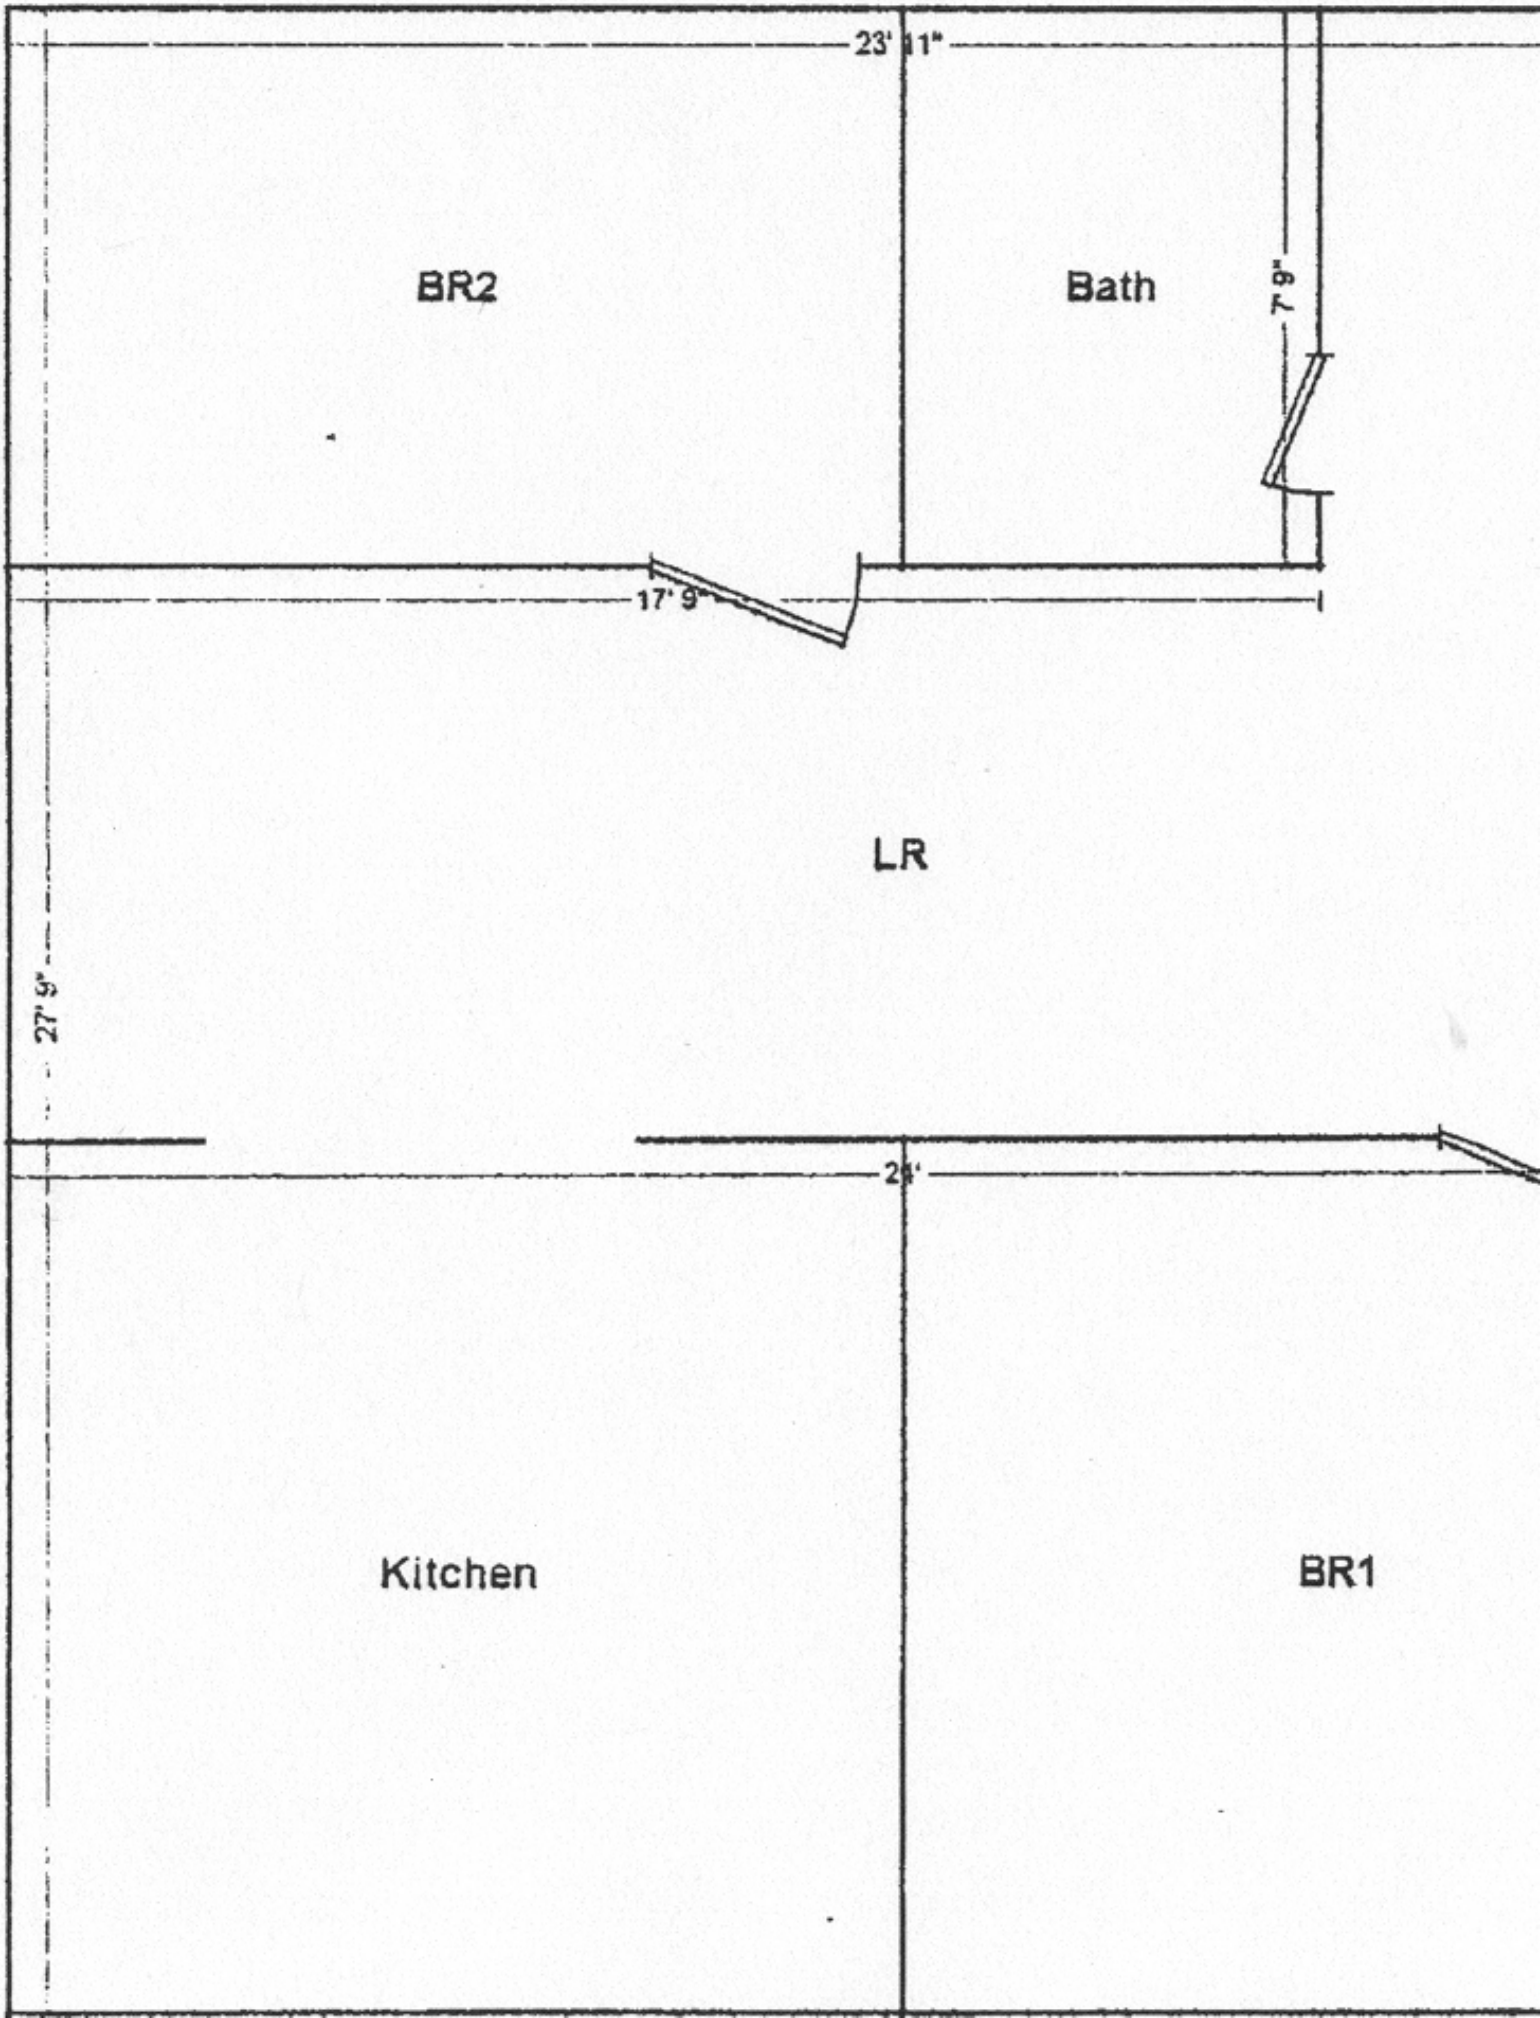 23' 11"
BR2
Bath
7' 9"
17' 9"
LR
27' 9"
24'
Kitchen
BR1